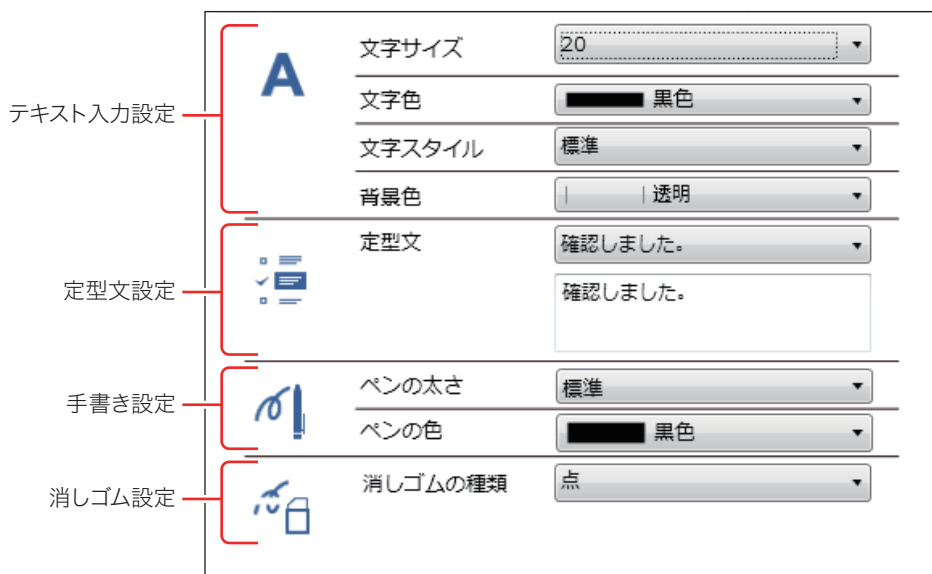 テキスト入力設定
A
文字サイズ
20
文字色
黒色
文字スタイル
標準
背景色
透明
定型文設定
定型文
確認しました。
確認しました。
手書き設定
ペンの太さ
標準
ペンの色
黒色
消しゴム設定
消しゴムの種類
点